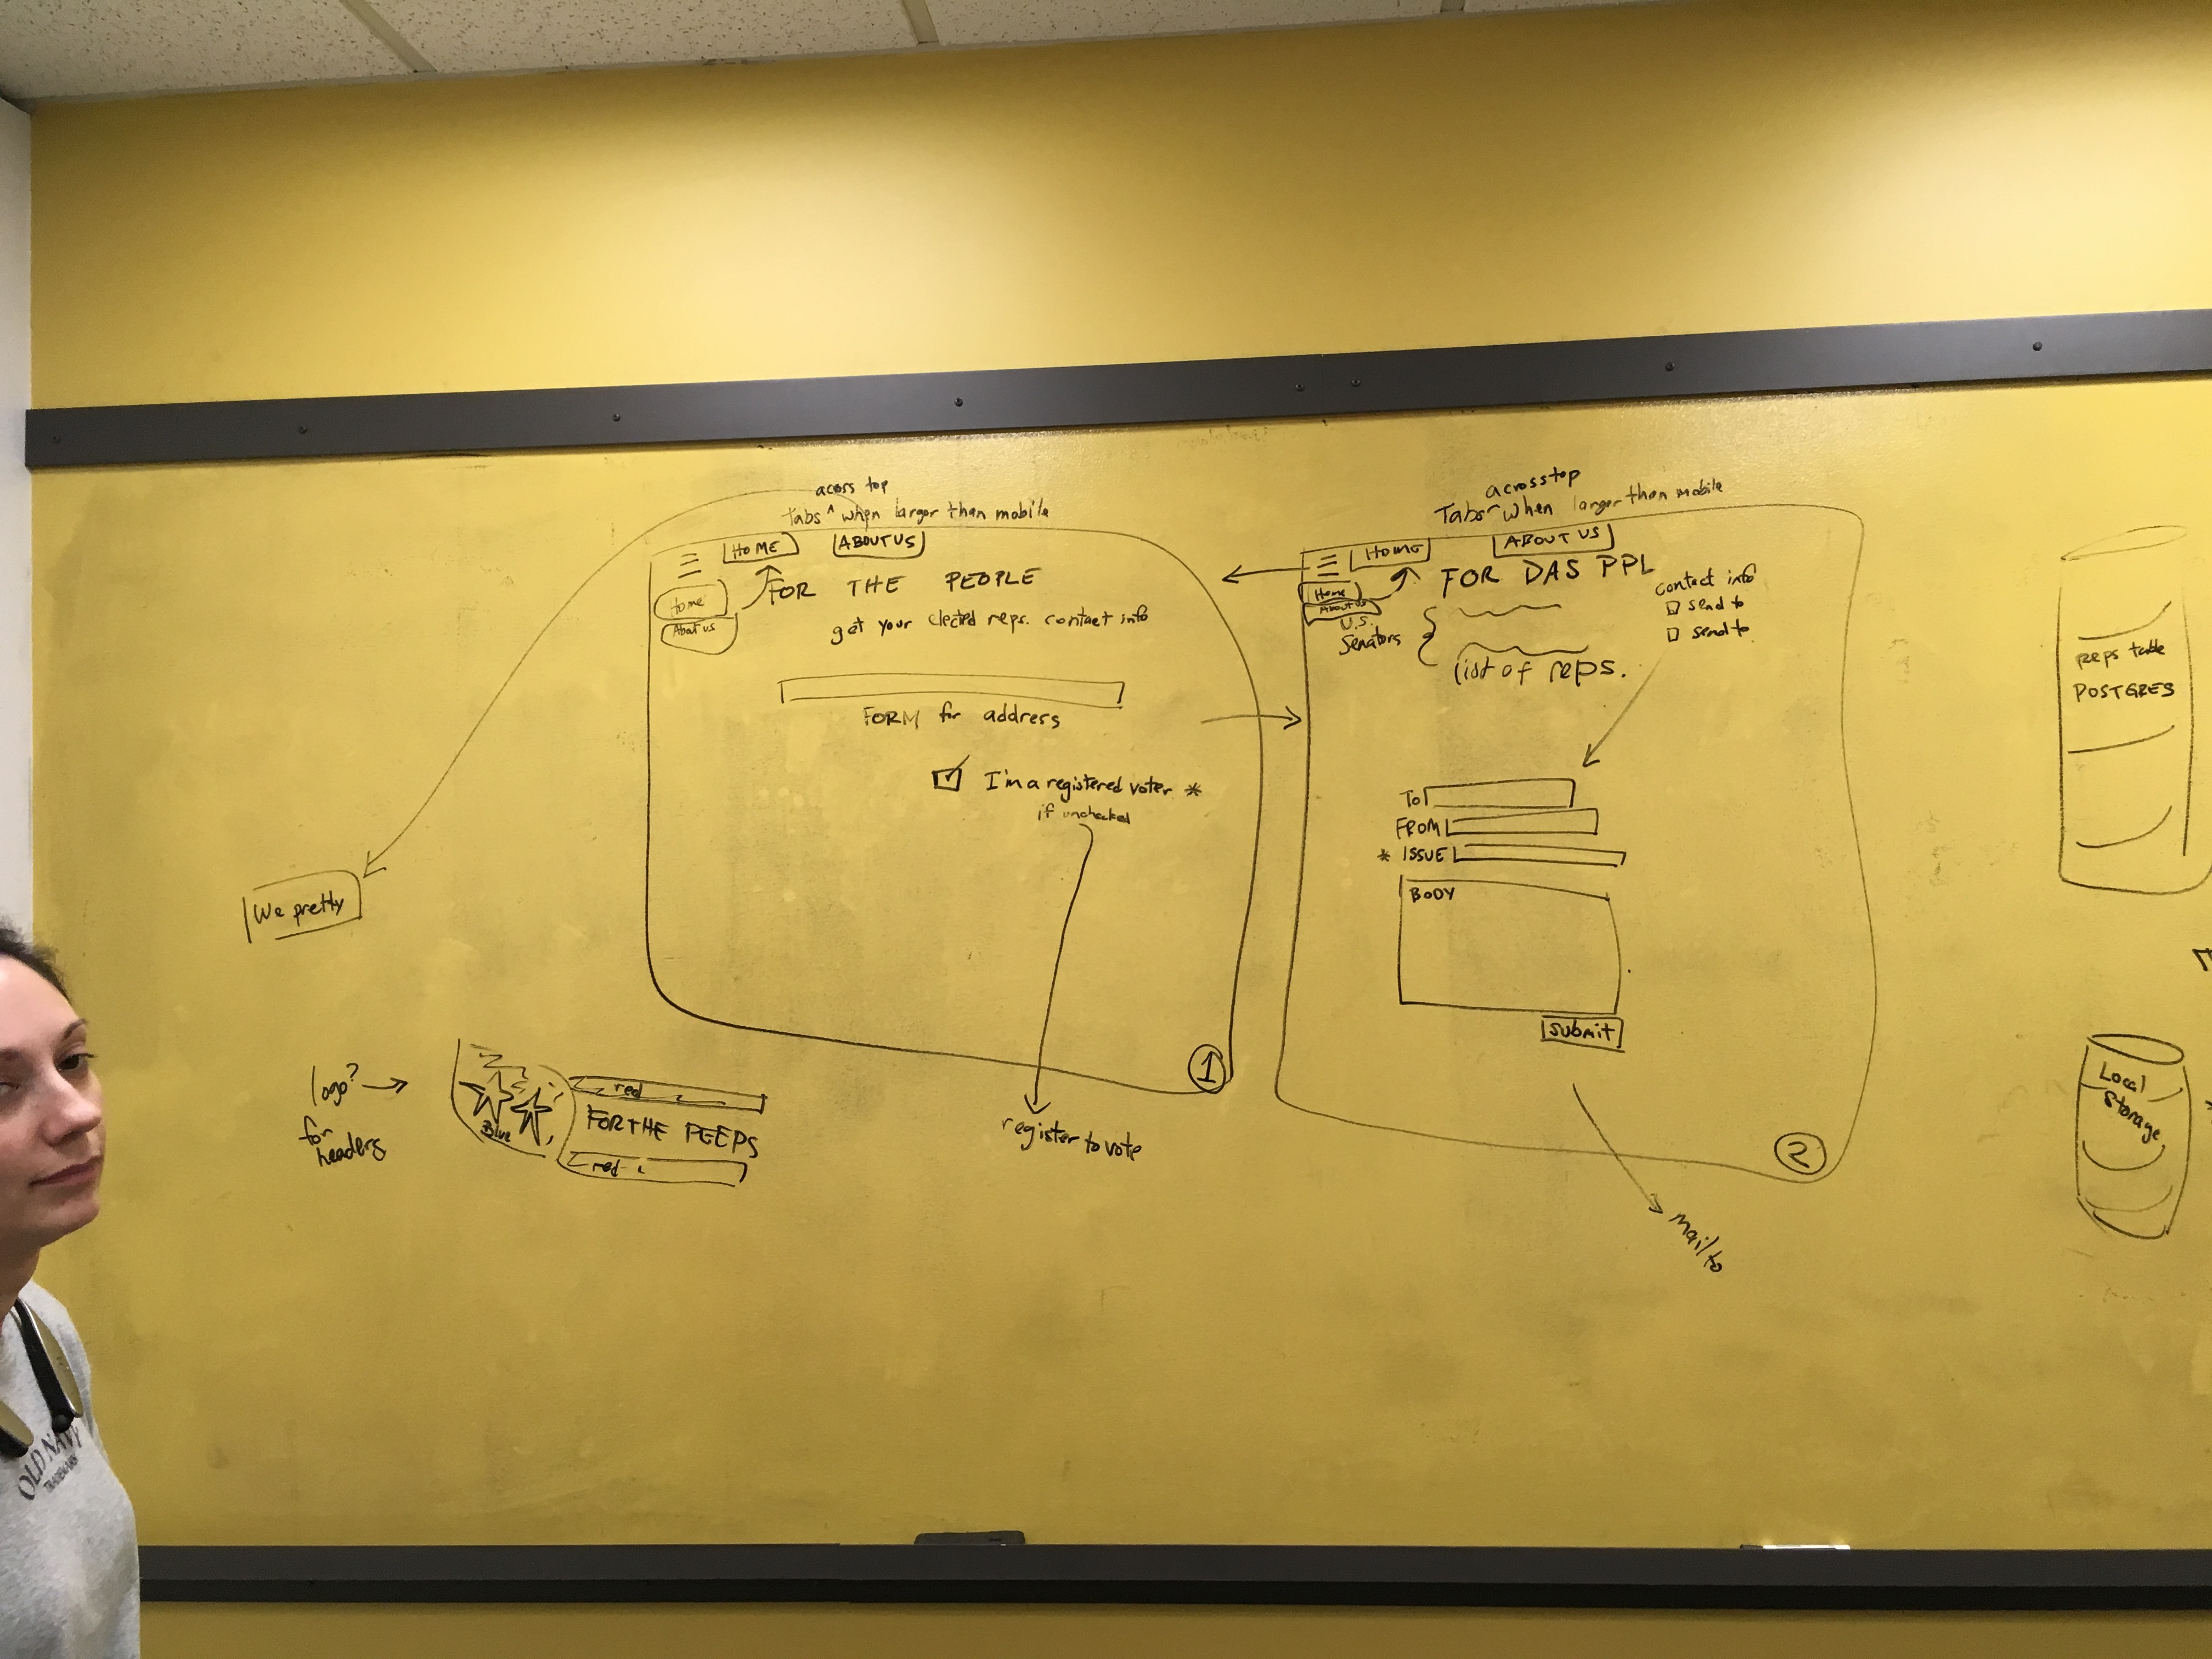 acors top
Tabs ^ when larger than mobile
HOME
ABOUT US
Home
About us
FOR THE PEOPLE
get your elected reps. contact info
FORM for address
I'm a registered voter *
if unchecked
register to vote
1
We pretty
logo?
for
headers
Blue
red
FOR THE PEEPS
red
across top
Tabs ^ when larger than mobile
HOME
ABOUT US
Home
About us
FOR DAS PPL
U.S.
Senators
list of reps.
contact info
send to
send to
To
FROM
* ISSUE
BODY
Submit
2
mail to
reps table
POSTGRES
Local
Storage
OLD NAVY